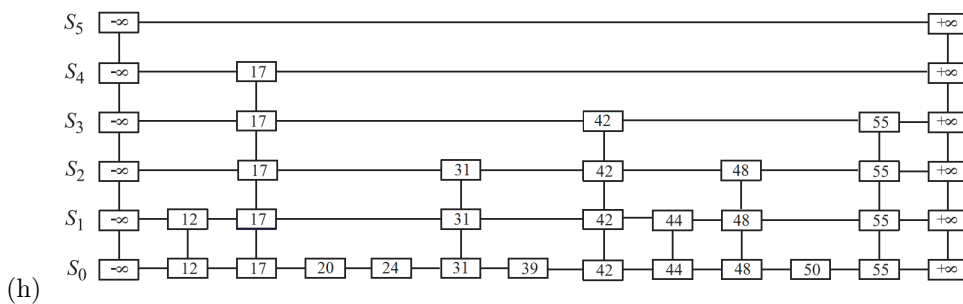 S5 -∞ +∞
S4 -∞ 17 +∞
S3 -∞ 17 42 55 +∞
S2 -∞ 17 31 42 48 55 +∞
S1 -∞ 12 17 31 42 44 48 55 +∞
S0 -∞ 12 17 20 24 31 39 42 44 48 50 55 +∞
(h)